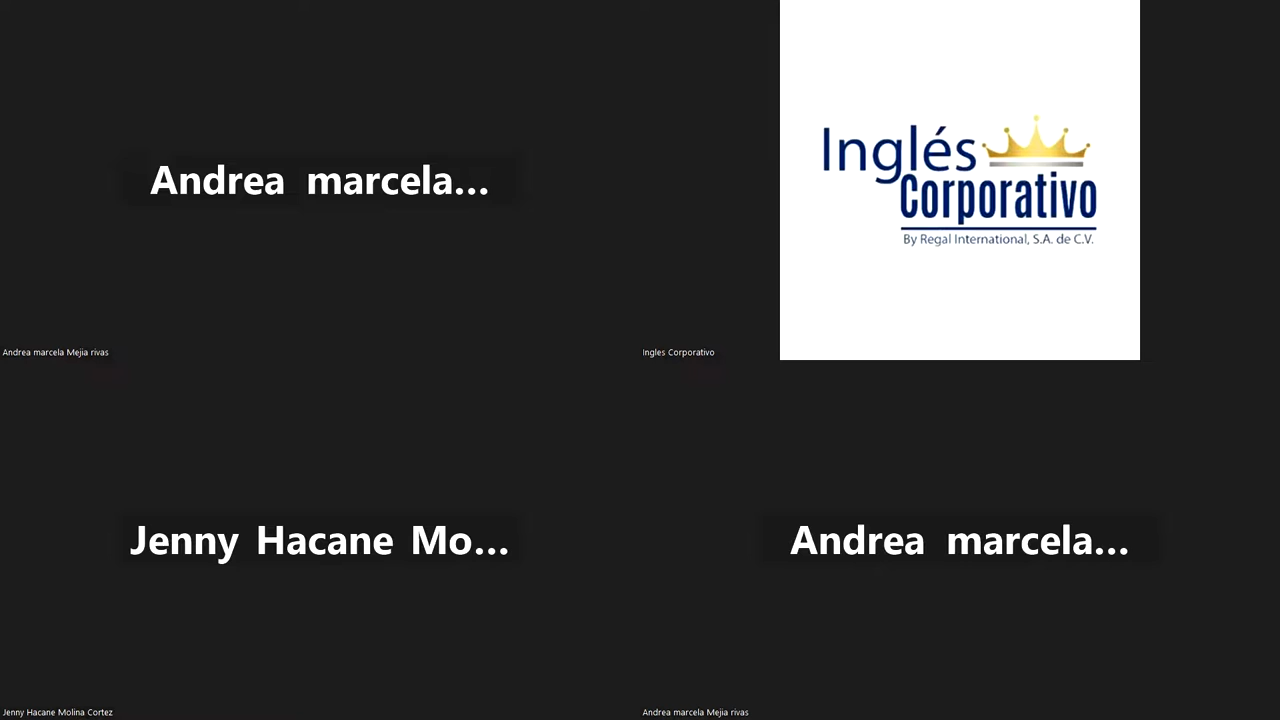 Andrea marcela...
Andrea marcela Mejia rivas
Inglés
Corporativo
By Regal International, S.A. de C.V.
Ingles Corporativo
Jenny Hacane Mo...
Jenny Hacane Molina Cortez
Andrea marcela...
Andrea marcela Mejia rivas